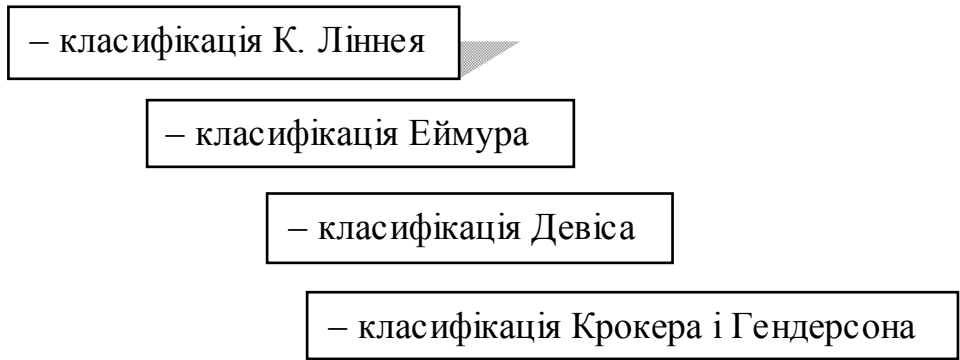 – класифікація К. Ліннея
– класифікація Еймура
– класифікація Девіса
– класифікація Крокера і Гендерсона